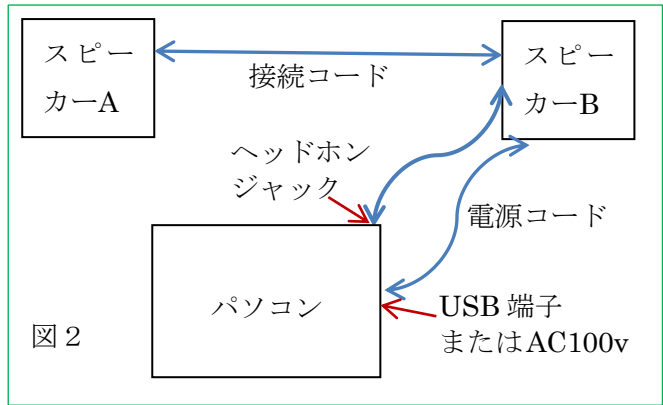 スピー
カーA
接続コード
スピー
カーB
ヘッドホン
ジャック
電源コード
パソコン
USB 端子
またはAC100v
図２